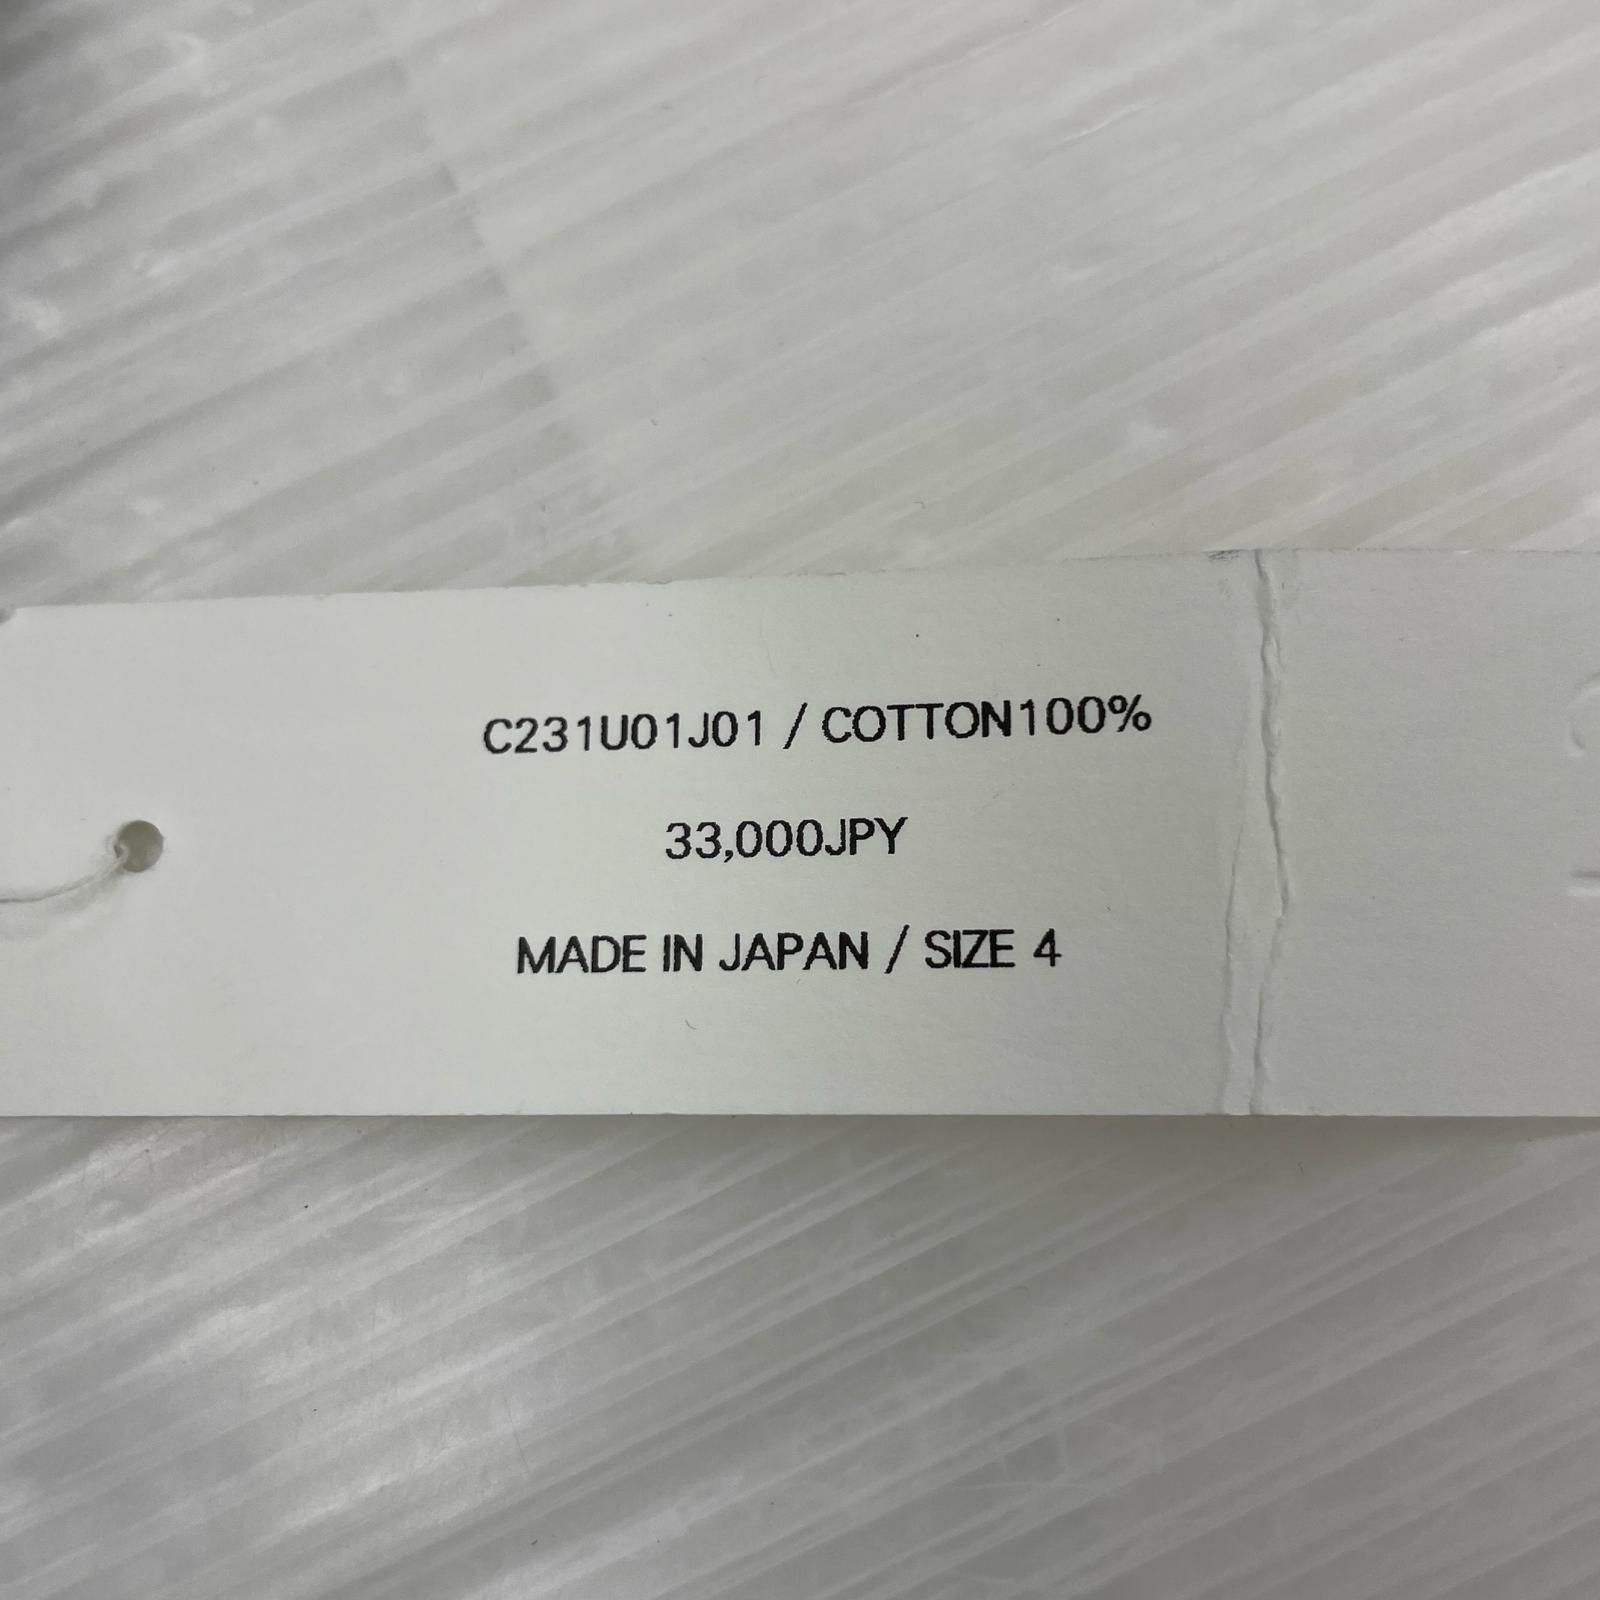 C231U01J01 / COTTON100%
33,000JPY
MADE IN JAPAN / SIZE 4